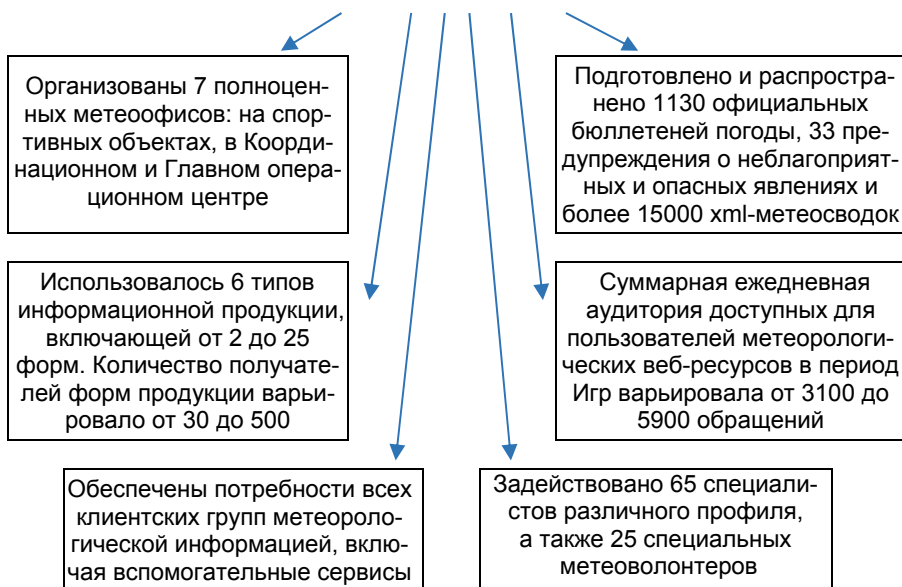 Организованы 7 полноцен-
ных метеоофисов: на спор-
тивных объектах, в Коорди-
национном и Главном опера-
ционном центре
Подготовлено и распростра-
нено 1130 официальных
бюллетеней погоды, 33 пре-
дупреждения о неблагоприят-
ных и опасных явлениях и
более 15000 xml-метеосводок
Использовалось 6 типов
информационной продукции,
включающей от 2 до 25
форм. Количество получате-
лей форм продукции варьи-
ровало от 30 до 500
Суммарная ежедневная
аудитория доступных для
пользователей метеорологи-
ческих веб-ресурсов в период
Игр варьировала от 3100 до
5900 обращений
Обеспечены потребности всех
клиентских групп метеороло-
гической информацией, вклю-
чая вспомогательные сервисы
Задействовано 65 специали-
стов различного профиля,
а также 25 специальных
метеоволонтеров